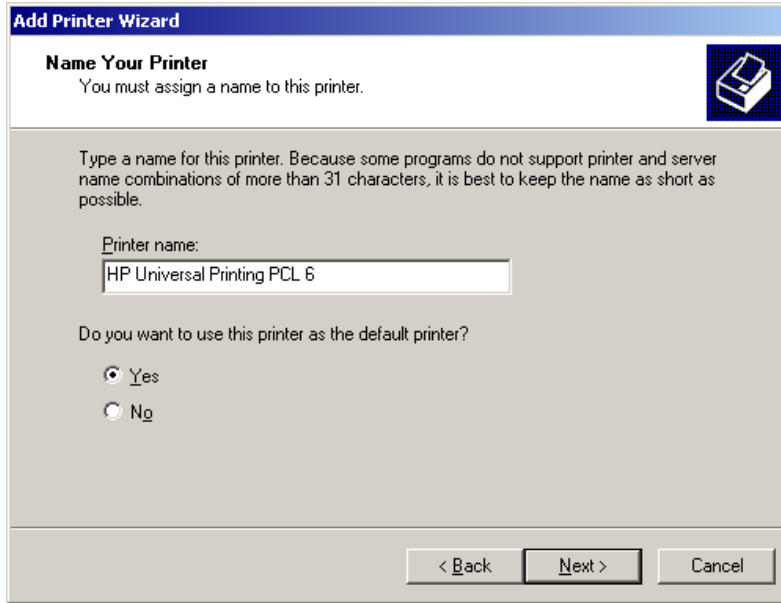 Add Printer Wizard
Name Your Printer
You must assign a name to this printer.
Type a name for this printer. Because some programs do not support printer and server
name combinations of more than 31 characters, it is best to keep the name as short as
possible.
Printer name:
HP Universal Printing PCL 6
Do you want to use this printer as the default printer?
Yes
No
< Back Next > Cancel